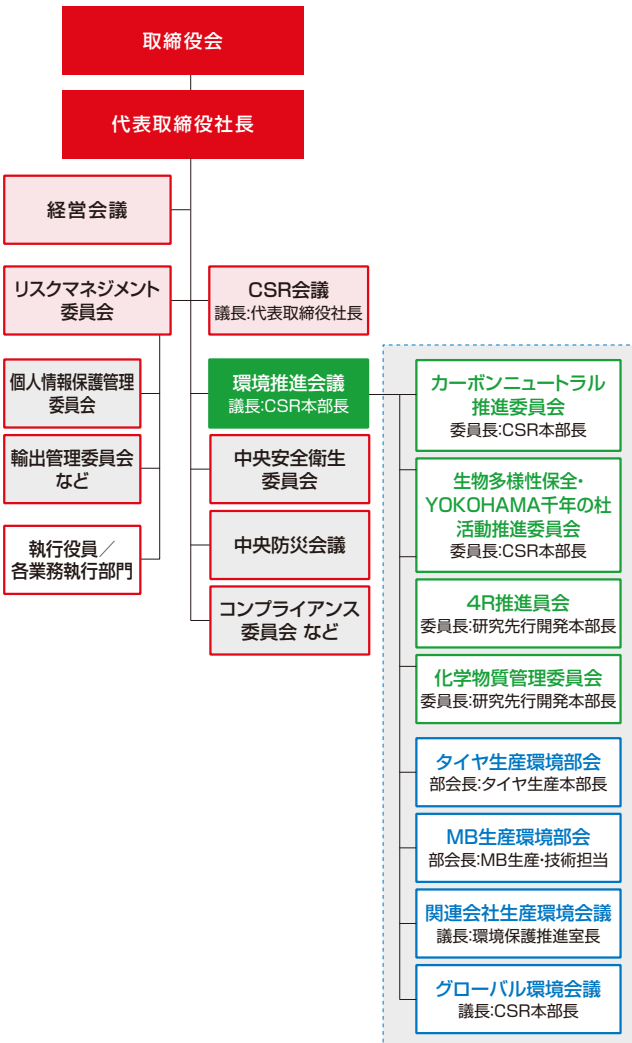 取締役会
代表取締役社長
経営会議
リスクマネジメント
委員会
CSR会議
議長:代表取締役社長
個人情報保護管理
委員会
環境推進会議
議長:CSR本部長
輸出管理委員会
など
中央安全衛生
委員会
執行役員／
各業務執行部門
中央防災会議
コンプライアンス
委員会 など
カーボンニュートラル
推進委員会
委員長:CSR本部長
生物多様性保全・
YOKOHAMA千年の杜
活動推進委員会
委員長:CSR本部長
4R推進員会
委員長:研究先行開発本部長
化学物質管理委員会
委員長:研究先行開発本部長
タイヤ生産環境部会
部会長:タイヤ生産本部長
MB生産環境部会
部会長:MB生産・技術担当
関連会社生産環境会議
議長:環境保護推進室長
グローバル環境会議
議長:CSR本部長